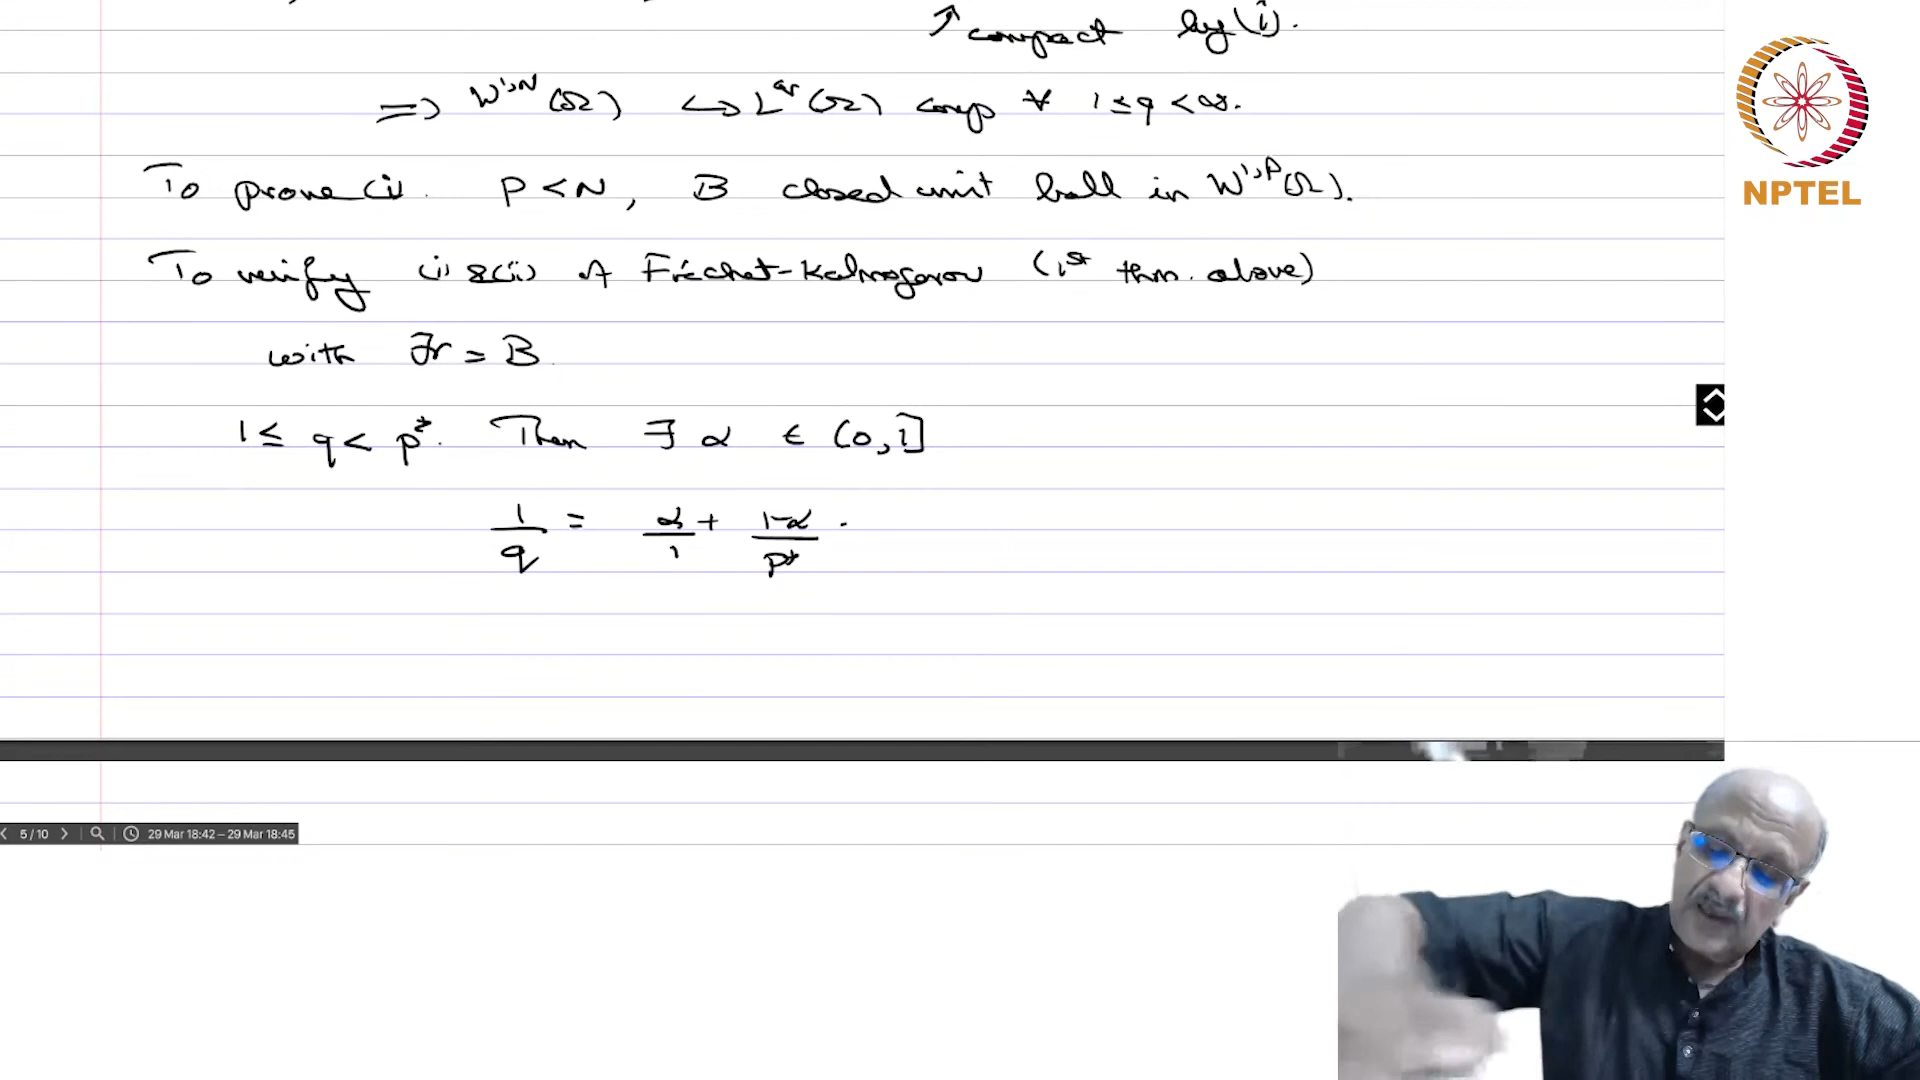 ↗ compact by (i).
⇒ W^{1,N}(Ω) ↪ L^q(Ω) comp ∀ 1 ≤ q < ∞.
To prove (i). P < N, B closed unit ball in W^{1,p}(Ω).
To verify (i) & (ii) of Fréchet-Kolmogorov (1st thm. above)
with ℱ = B.
1 ≤ q < p*. Then ∃ α ∈ (0,1]
1/q = α/1 + (1-α)/p*.
NPTEL
5/10 29 Mar 18:42 – 29 Mar 18:45